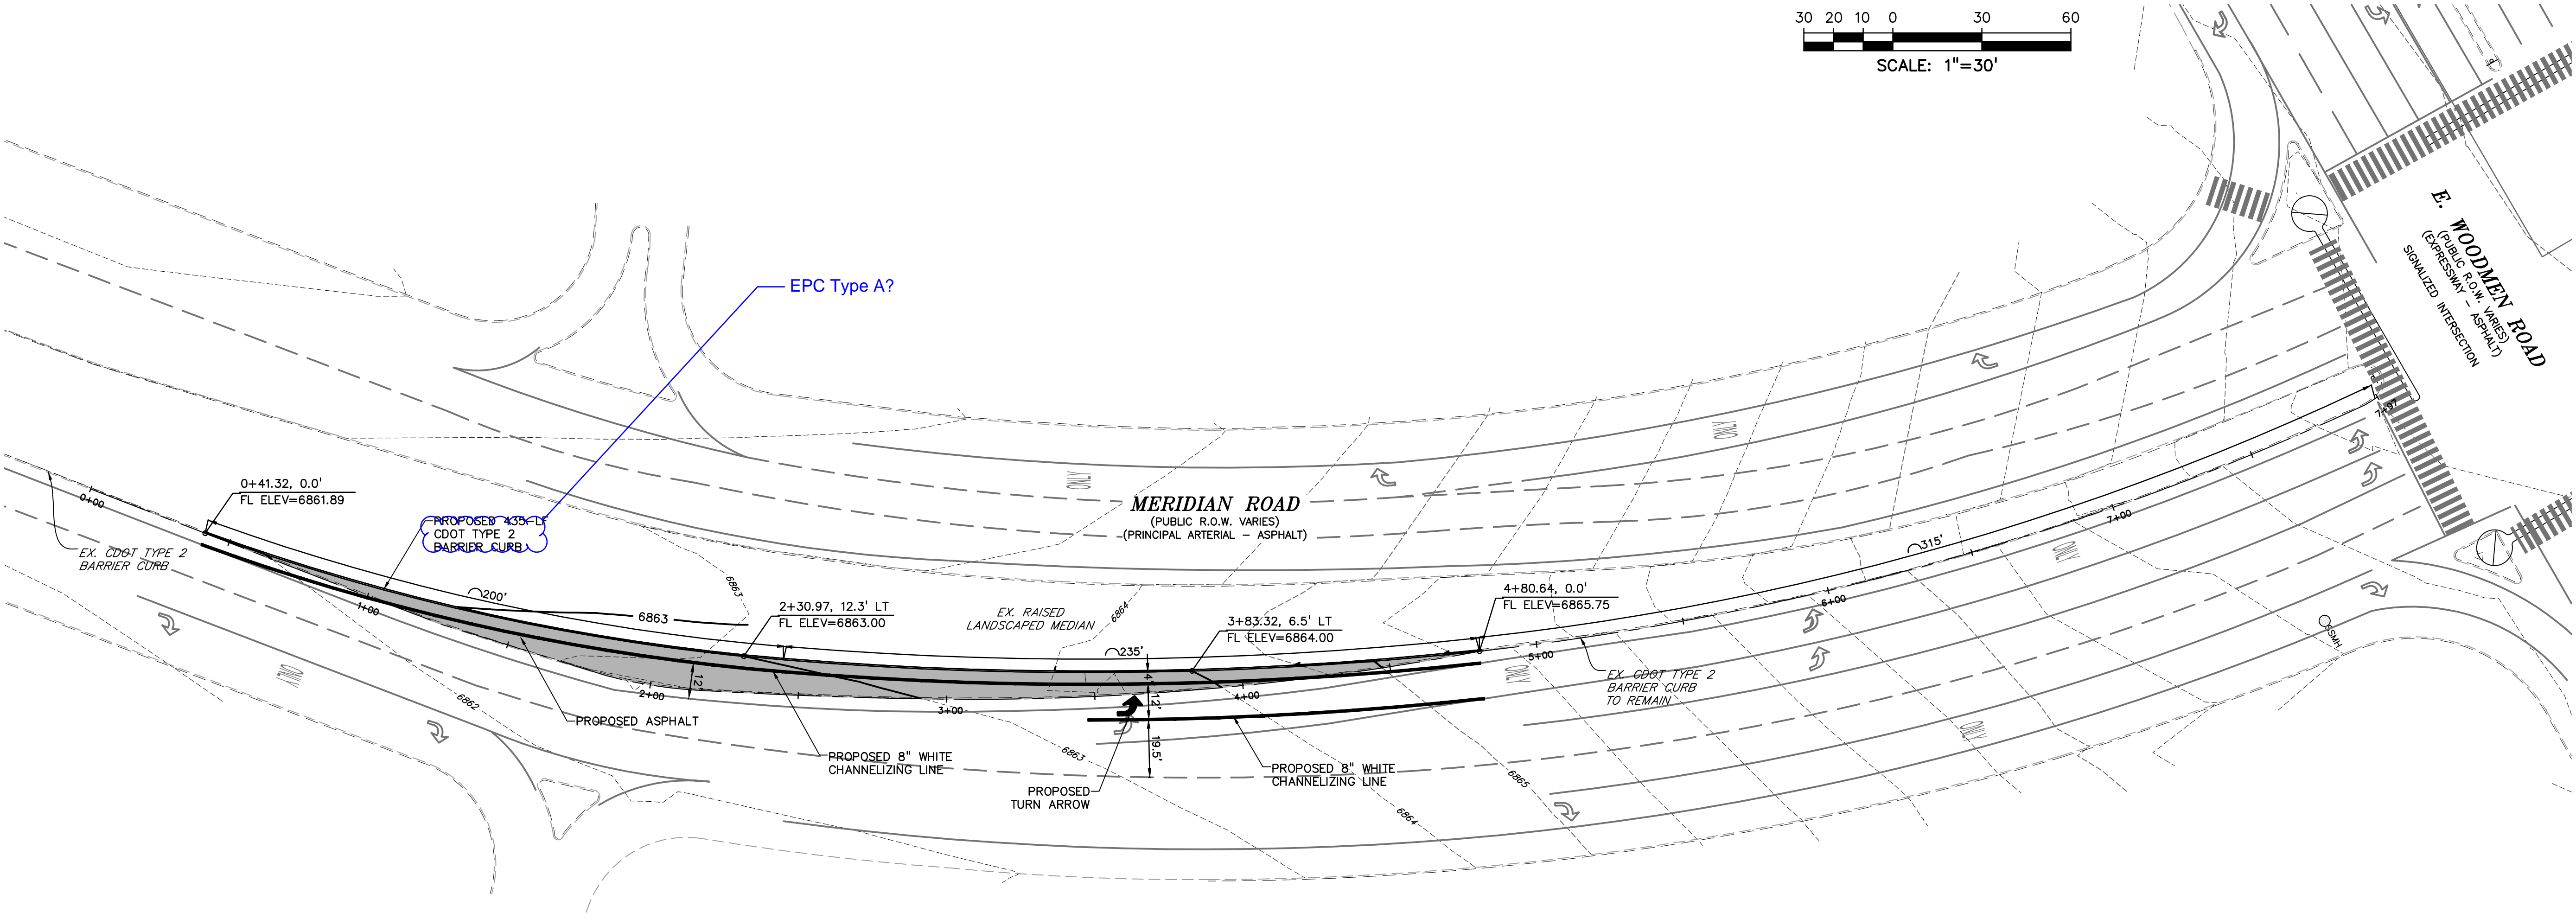 30 20 10 0 30 60
SCALE: 1"=30'
E. WOODMEN ROAD
(PUBLIC R.O.W. VARIES)
(EXPRESSWAY - ASPHALT)
SIGNALIZED INTERSECTION
EPC Type A?
ONLY
ONLY
MERIDIAN ROAD
(PUBLIC R.O.W. VARIES)
(PRINCIPAL ARTERIAL - ASPHALT)
0+00
0+41.32, 0.0'
FL ELEV=6861.89
PROPOSED 435-LF
CDOT TYPE 2
BARRIER CURB
EX. CDOT TYPE 2
BARRIER CURB
1+00
200'
6863
6863
2+30.97, 12.3' LT
FL ELEV=6863.00
EX. RAISED
LANDSCAPED MEDIAN
6864
3+83.32, 6.5' LT
FL ELEV=6864.00
4+80.64, 0.0'
FL ELEV=6865.75
315'
7+97
7+00
6+00
5+00
235'
4'
12'
12'
19.5'
2+00
3+00
4+00
ONLY
ONLY
ONLY
ONLY
EX. CDOT TYPE 2
BARRIER CURB
TO REMAIN
SSMH
6862
PROPOSED ASPHALT
PROPOSED 8" WHITE
CHANNELIZING LINE
6863
PROPOSED
TURN ARROW
PROPOSED 8" WHITE
CHANNELIZING LINE
6864
6865